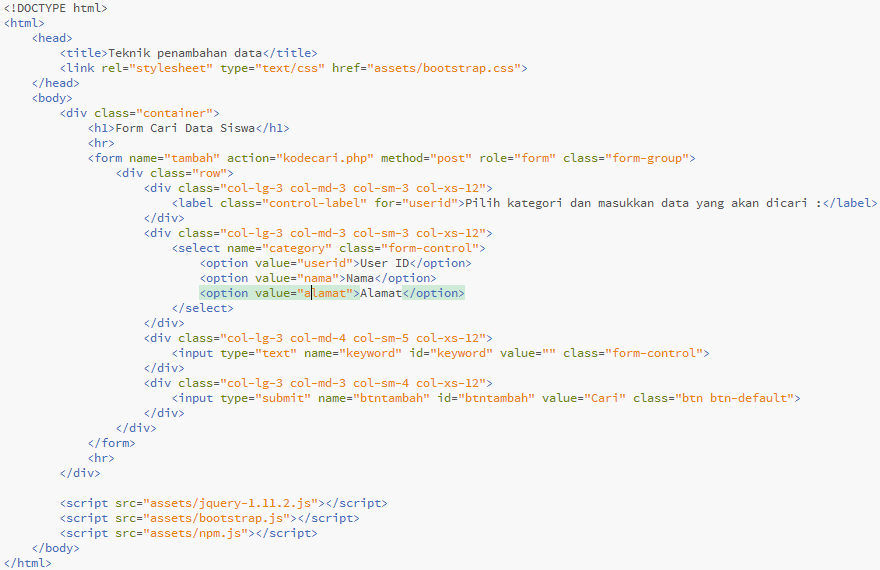 <!DOCTYPE html>
<html>
    <head>
        <title>Teknik penambahan data</title>
        <link rel="stylesheet" type="text/css" href="assets/bootstrap.css">
    </head>
    <body>
        <div class="container">
            <h1>Form Cari Data Siswa</h1>
            <hr>
            <form name="tambah" action="kodecari.php" method="post" role="form" class="form-group">
                <div class="row">
                    <div class="col-lg-3 col-md-3 col-sm-3 col-xs-12">
                        <label class="control-label" for="userid">Pilih kategori dan masukkan data yang akan dicari :</label>
                    </div>
                    <div class="col-lg-3 col-md-3 col-sm-3 col-xs-12">
                        <select name="category" class="form-control">
                            <option value="userid">User ID</option>
                            <option value="nama">Nama</option>
                            <option value="alamat">Alamat</option>
                        </select>
                    </div>
                    <div class="col-lg-3 col-md-4 col-sm-5 col-xs-12">
                        <input type="text" name="keyword" id="keyword" value="" class="form-control">
                    </div>
                    <div class="col-lg-3 col-md-3 col-sm-4 col-xs-12">
                        <input type="submit" name="btntambah" id="btntambah" value="Cari" class="btn btn-default">
                    </div>
                </div>
            </form>
            <hr>
        </div>

        <script src="assets/jquery-1.11.2.js"></script>
        <script src="assets/bootstrap.js"></script>
        <script src="assets/npm.js"></script>
    </body>
</html>